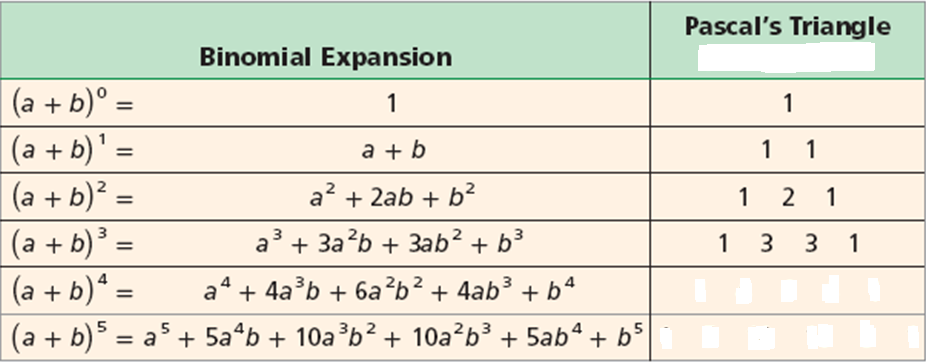 Binomial Expansion Pascal's Triangle
(a + b)⁰ = 1 1
(a + b)¹ = a + b 1 1
(a + b)² = a² + 2ab + b² 1 2 1
(a + b)³ = a³ + 3a²b + 3ab² + b³ 1 3 3 1
(a + b)⁴ = a⁴ + 4a³b + 6a²b² + 4ab³ + b⁴
(a + b)⁵ = a⁵ + 5a⁴b + 10a³b² + 10a²b³ + 5ab⁴ + b⁵